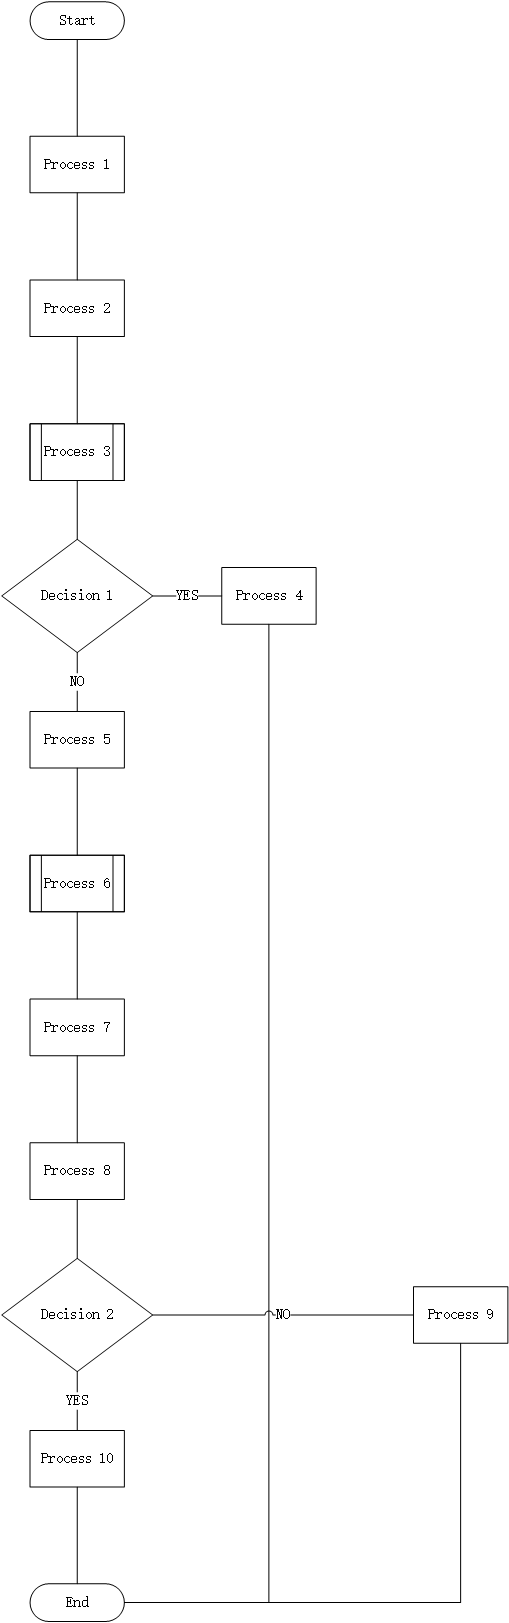 Start
Process 1
Process 2
Process 3
Decision 1
YES
Process 4
NO
Process 5
Process 6
Process 7
Process 8
Decision 2
NO
Process 9
YES
Process 10
End